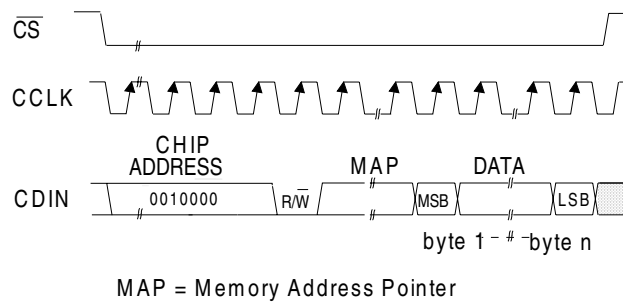 CS
CCLK
CHIP
ADDRESS
MAP
DATA
CDIN
0010000
R/W
MSB
LSB
byte 1
byte n
MAP = Memory Address Pointer